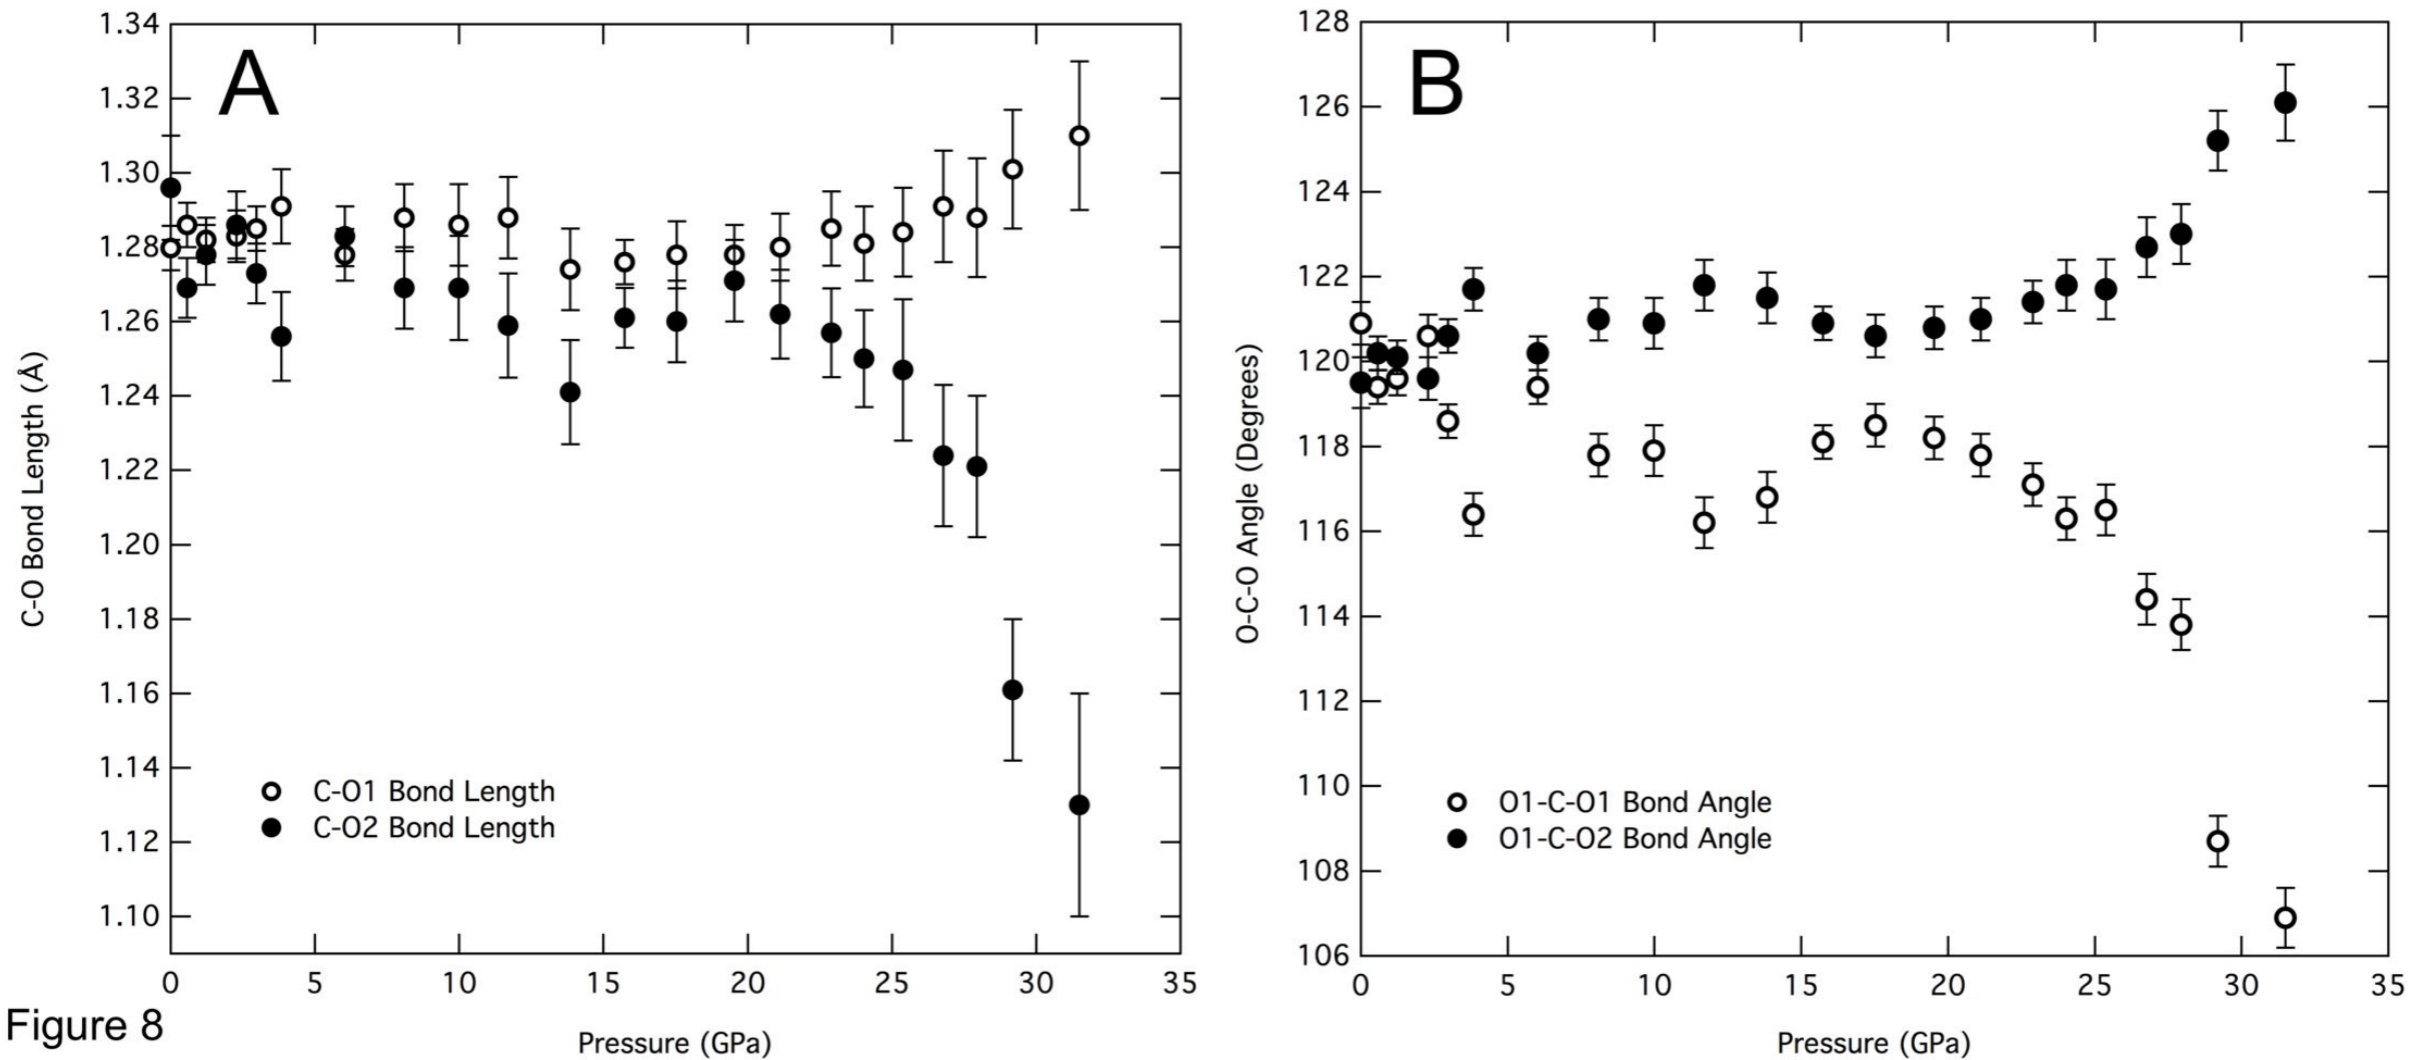 A
1.34
1.32
1.30
1.28
1.26
1.24
1.22
1.20
1.18
1.16
1.14
1.12
1.10
C-O Bond Length (Å)
C-O1 Bond Length
C-O2 Bond Length
0 5 10 15 20 25 30 35
Pressure (GPa)
B
128
126
124
122
120
118
116
114
112
110
108
106
O-C-O Angle (Degrees)
O1-C-O1 Bond Angle
O1-C-O2 Bond Angle
0 5 10 15 20 25 30 35
Pressure (GPa)
Figure 8